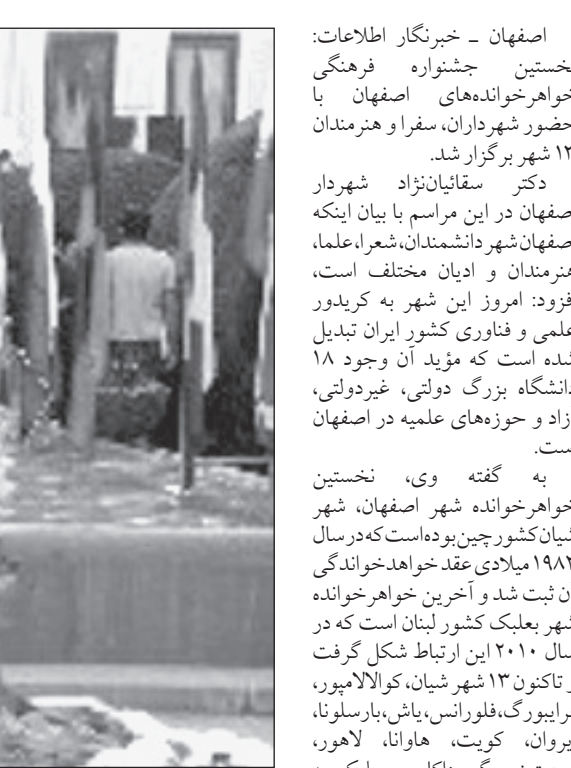 اصفهان ـ خبرنگار اطلاعات:
نخستین جشنواره فرهنگی
خواهرخوانده‌های اصفهان با
حضور شهرداران، سفرا و هنرمندان
۱۲ شهر برگزار شد.
دکتر سقائیان‌نژاد شهردار
اصفهان در این مراسم با بیان اینکه
اصفهان شهر دانشمندان، شعرا، علما،
هنرمندان و ادیان مختلف است،
افزود: امروز این شهر به کریدور
علمی و فناوری کشور ایران تبدیل
شده است که مؤید آن وجود ۱۸
دانشگاه بزرگ دولتی، غیردولتی،
آزاد و حوزه‌های علمیه در اصفهان
است.
به گفته وی، نخستین
خواهرخوانده شهر اصفهان، شهر
شیان کشور چین بوده است که در سال
میلادی عقد خواهدخواندگی
آن ثبت شد و آخرین خواهرخوانده
شهر بعلبک کشور لبنان است که در
سال ۲۰۱۰ این ارتباط شکل گرفت
و تاکنون ۱۳ شهر شیان، کوالالامپور،
فرایبورگ، فلورانس، یاش، بارسلونا،
ایروان، کویت، هاوانا، لاهور،